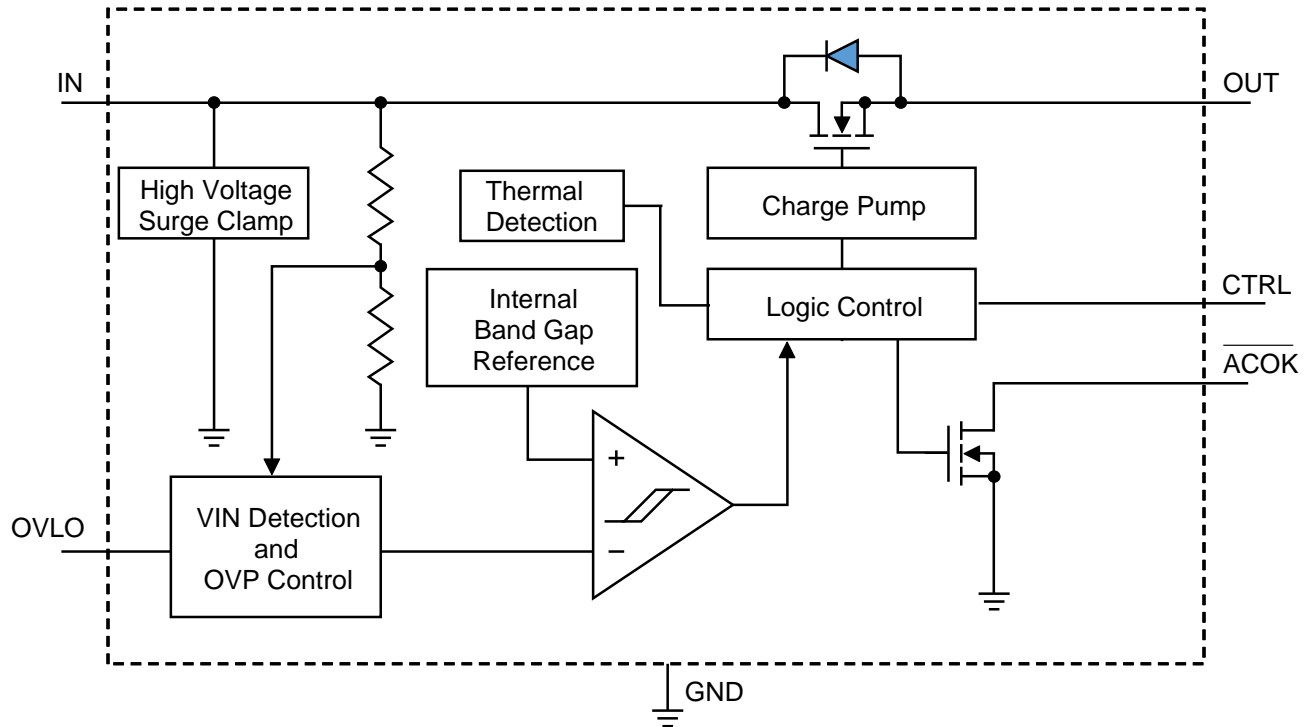 IN
OUT
High Voltage
Surge Clamp
Thermal
Detection
Charge Pump
Internal
Band Gap
Reference
Logic Control
CTRL
ACOK
+
−
OVLO
VIN Detection
and
OVP Control
GND